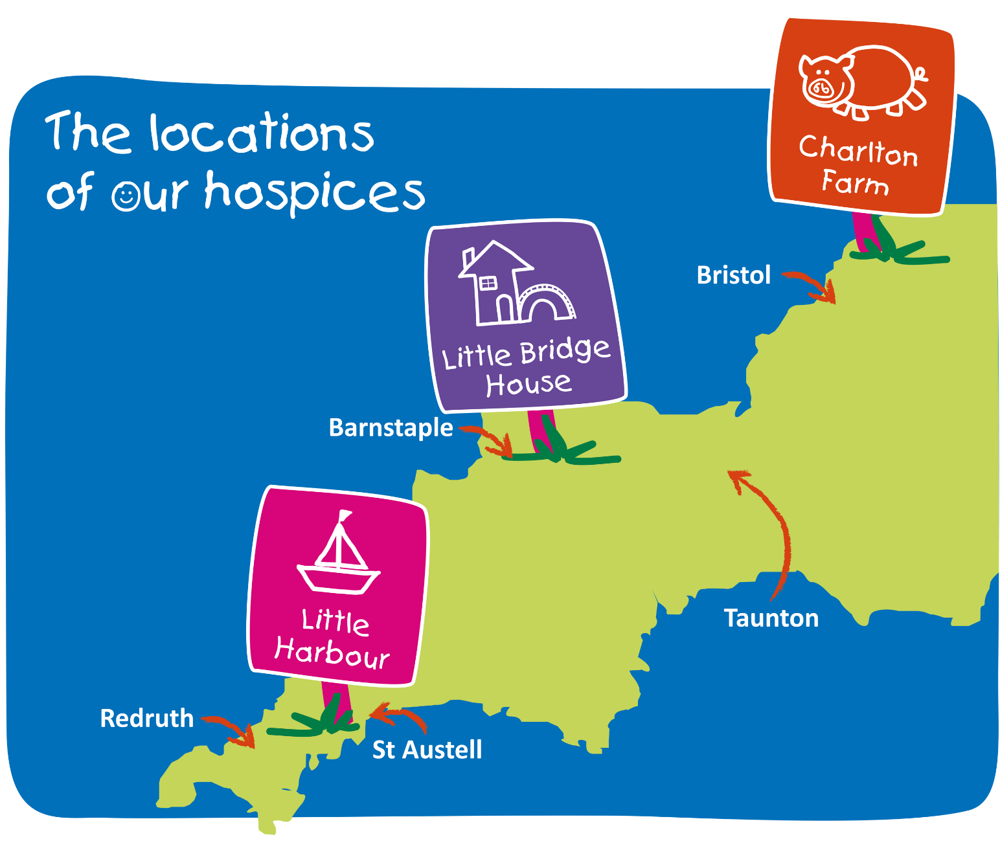 The locations
of our hospices
Charlton
Farm
Bristol
Little Bridge
House
Barnstaple
Little
Harbour
Taunton
Redruth
St Austell